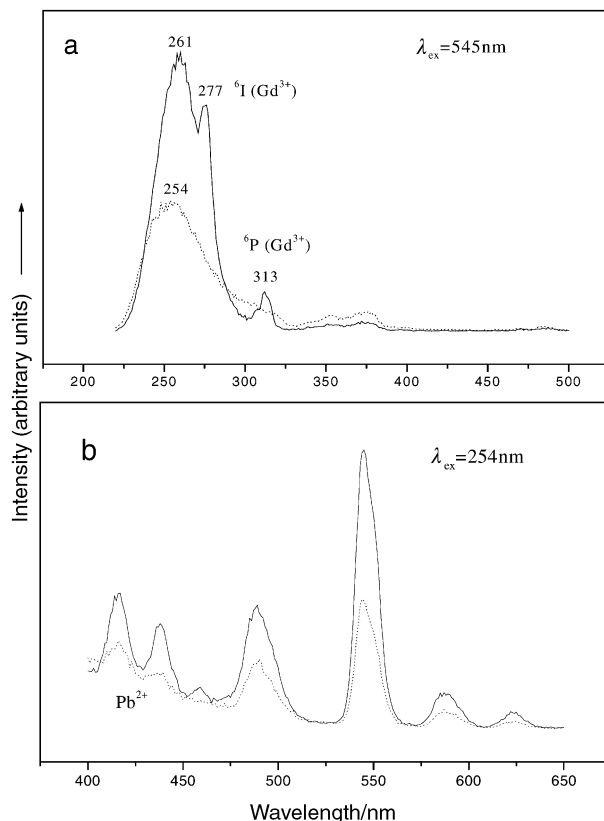 a
λex=545nm
261
277 ⁶I (Gd³⁺)
254
⁶P (Gd³⁺)
313
200 250 300 350 400 450 500
Intensity (arbitrary units)
b
λex=254nm
Pb²⁺
400 450 500 550 600 650
Wavelength/nm